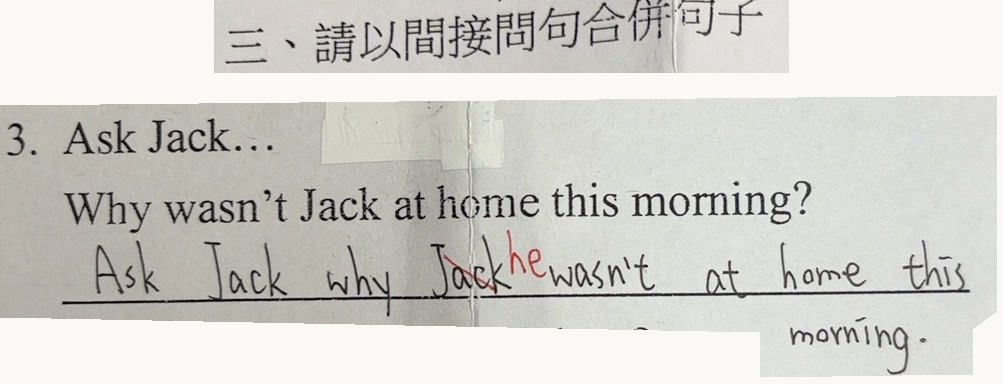 三、請以間接問句合併句子
3. Ask Jack...
Why wasn't Jack at home this morning?
Ask Jack why Jack he wasn't at home this
morning.